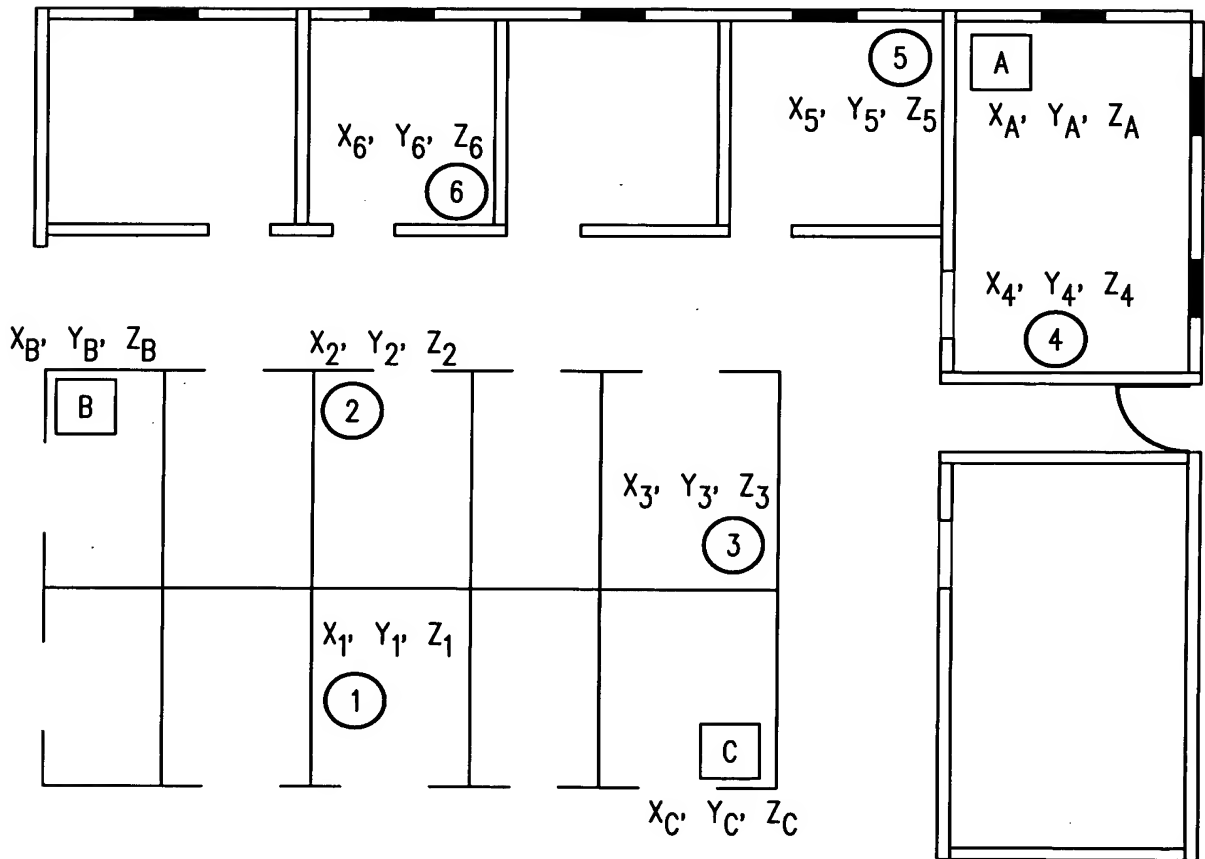 5
A
X5, Y5, Z5
XA, YA, ZA
X6, Y6, Z6
6
X4, Y4, Z4
4
XB, YB, ZB
X2, Y2, Z2
B
2
X3, Y3, Z3
3
X1, Y1, Z1
1
C
XC, YC, ZC